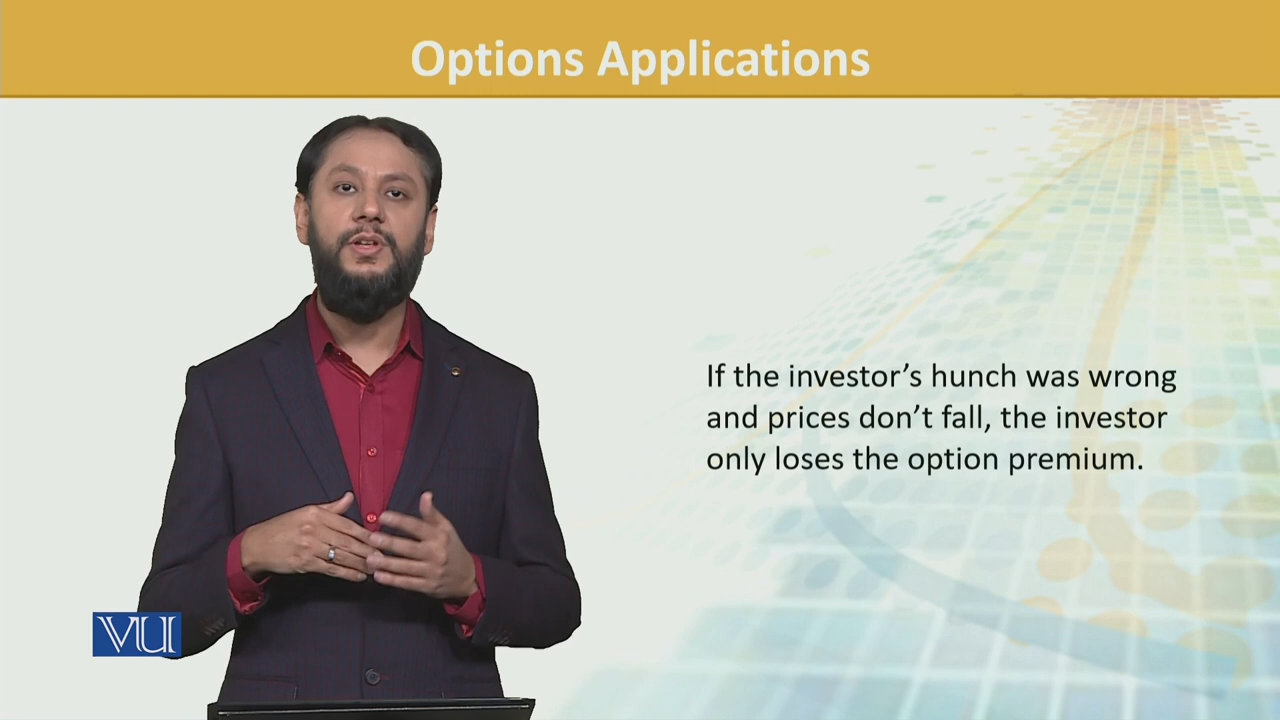 Options Applications
If the investor’s hunch was wrong
and prices don’t fall, the investor
only loses the option premium.
VU